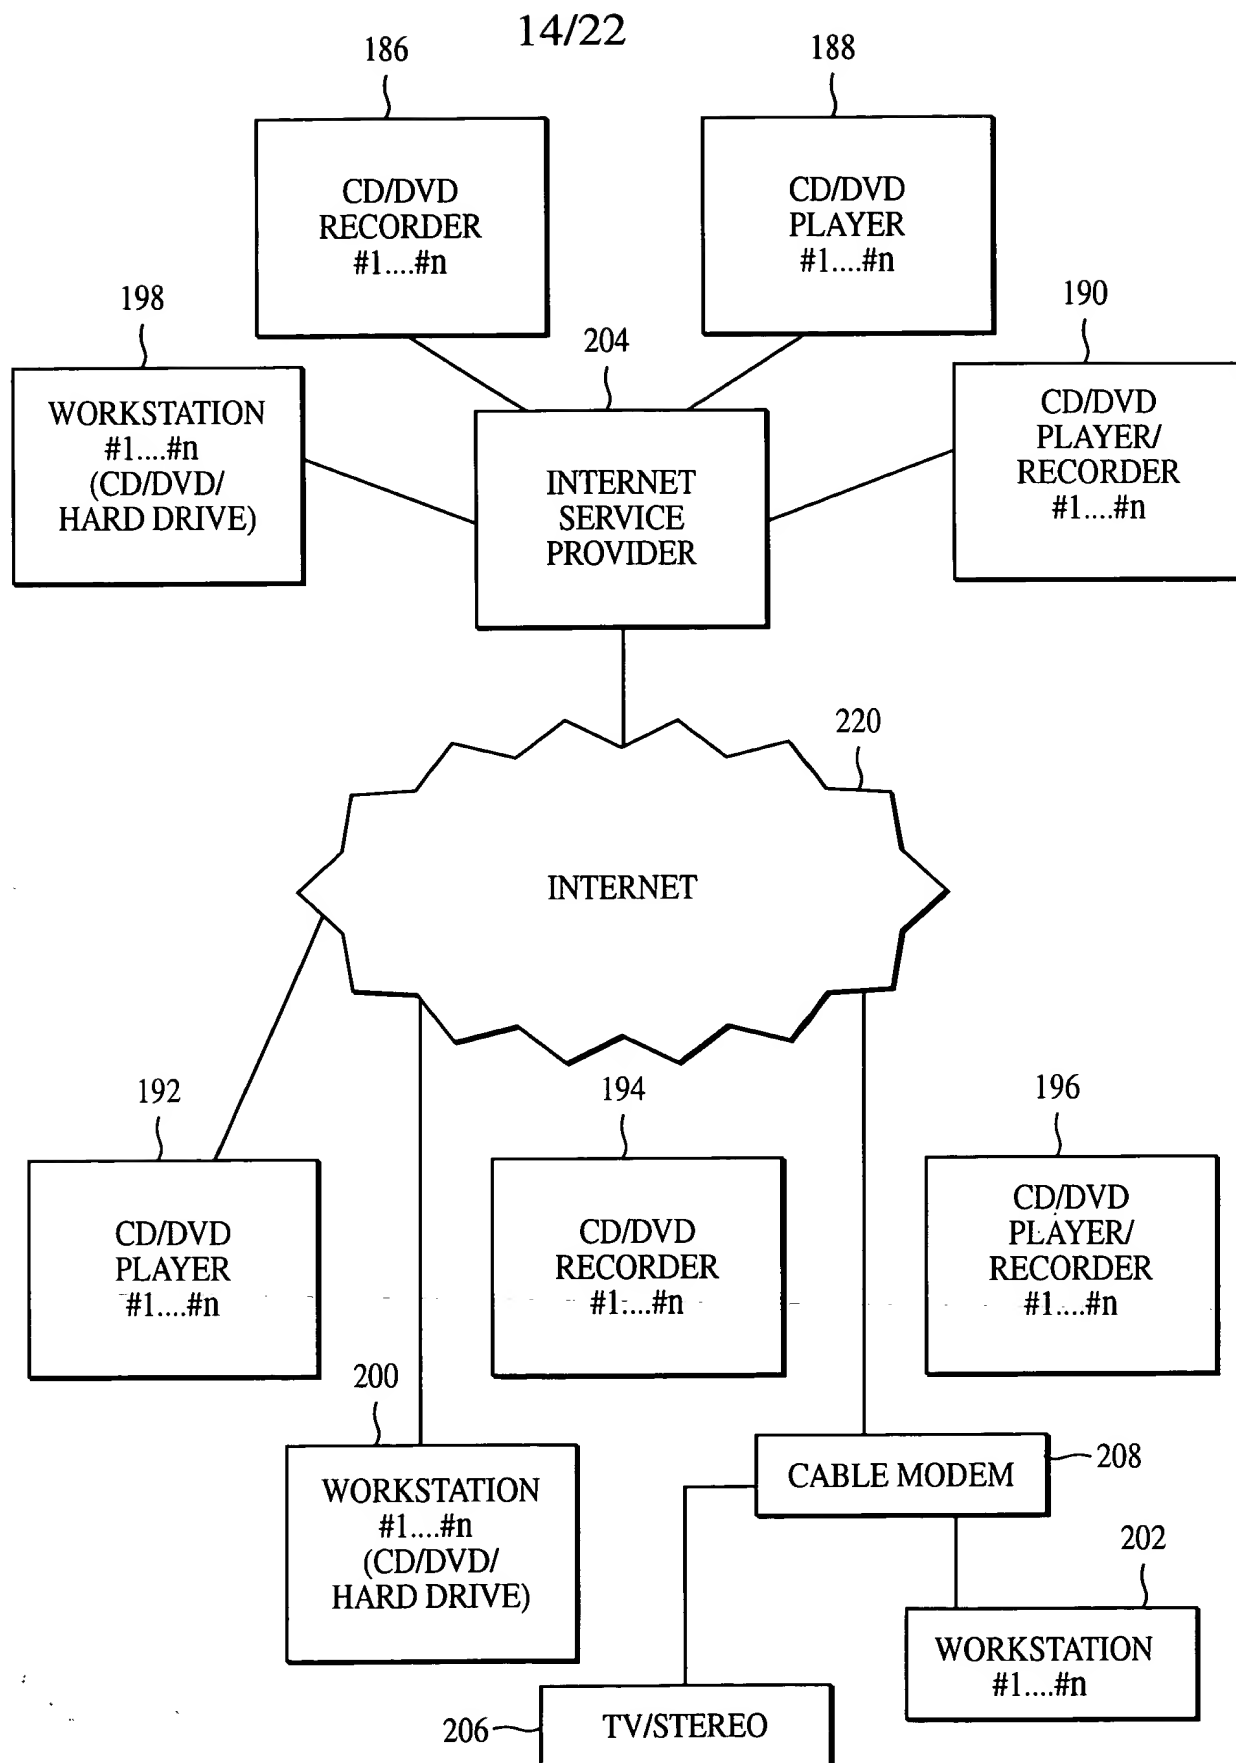 14/22
186
188
CD/DVD
RECORDER
#1....#n
CD/DVD
PLAYER
#1....#n
198
204
190
WORKSTATION
#1....#n
(CD/DVD/
HARD DRIVE)
INTERNET
SERVICE
PROVIDER
CD/DVD
PLAYER/
RECORDER
#1....#n
220
INTERNET
192
194
196
CD/DVD
PLAYER
#1....#n
CD/DVD
RECORDER
#1....#n
CD/DVD
PLAYER/
RECORDER
#1....#n
200
WORKSTATION
#1....#n
(CD/DVD/
HARD DRIVE)
CABLE MODEM
208
202
WORKSTATION
#1....#n
206
TV/STEREO